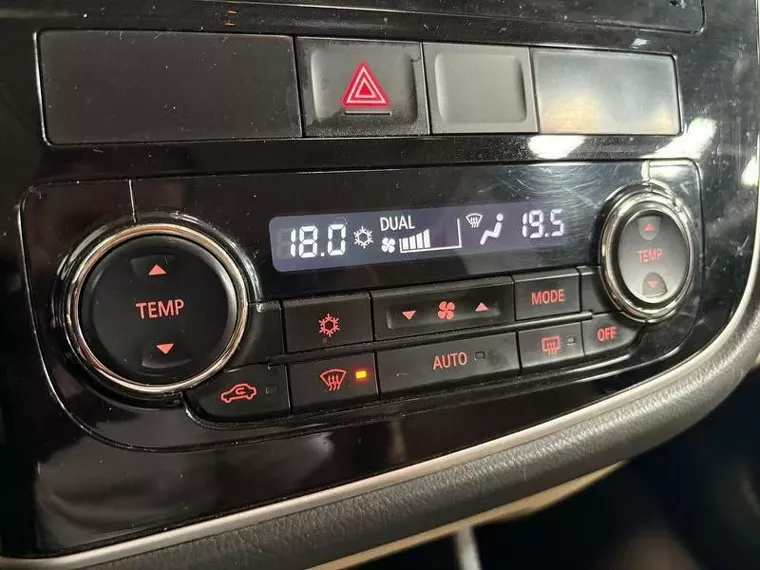 18.0 DUAL 19.5
TEMP
TEMP
MODE
AUTO
OFF